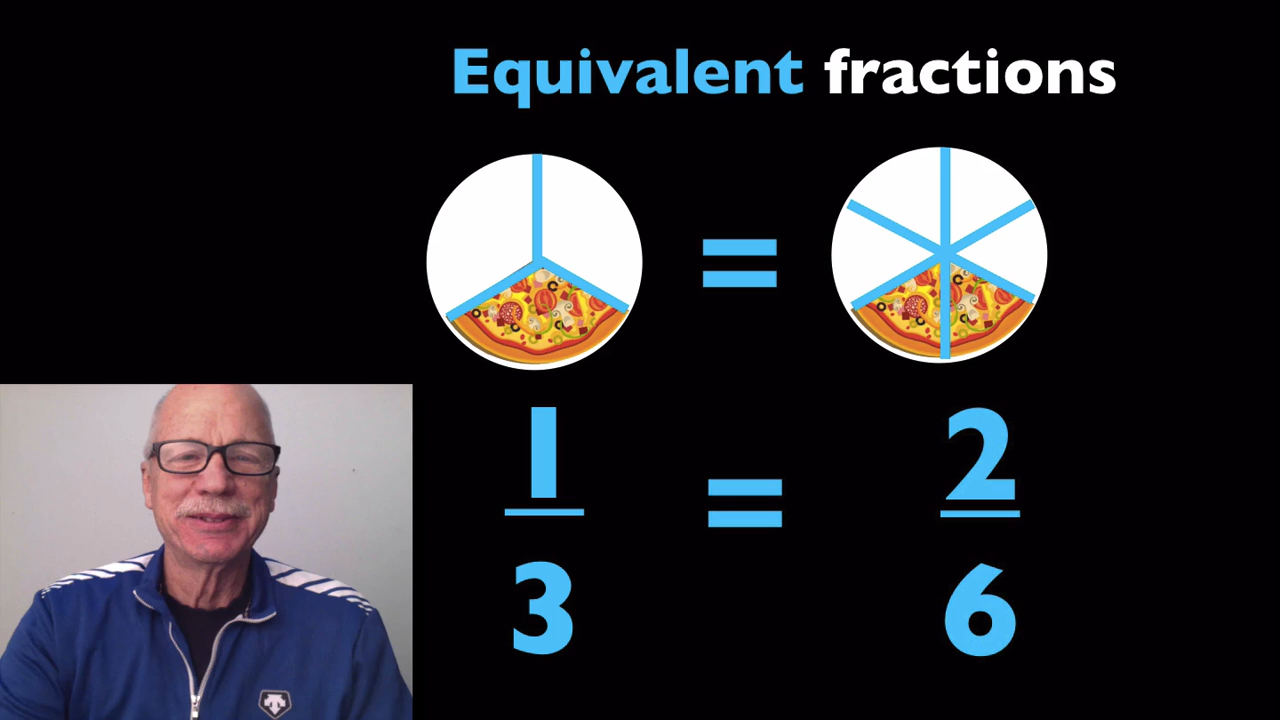 Equivalent fractions
=
1 = 2
3 6